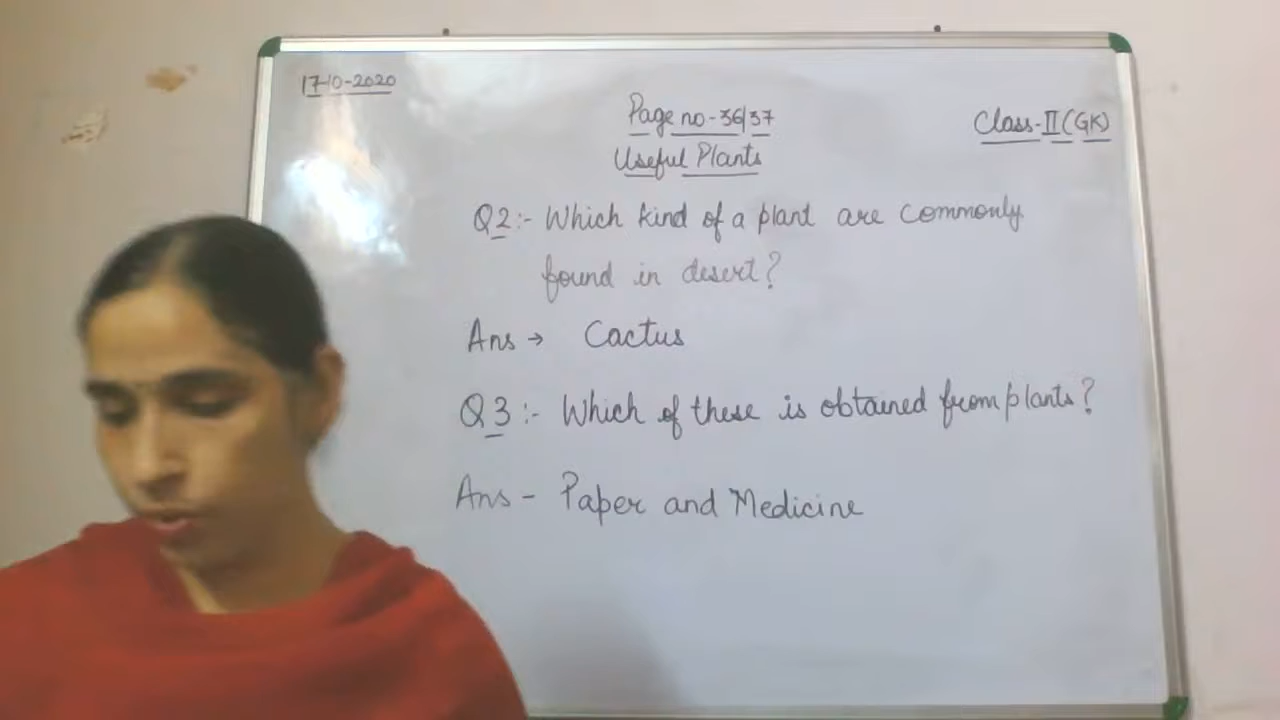 17-10-2020
Page no-36/37
Class-II (GK)
Useful Plants
Q2:- Which kind of a plant are commonly
found in desert?
Ans → Cactus
Q3:- Which of these is obtained from plants?
Ans - Paper and Medicine